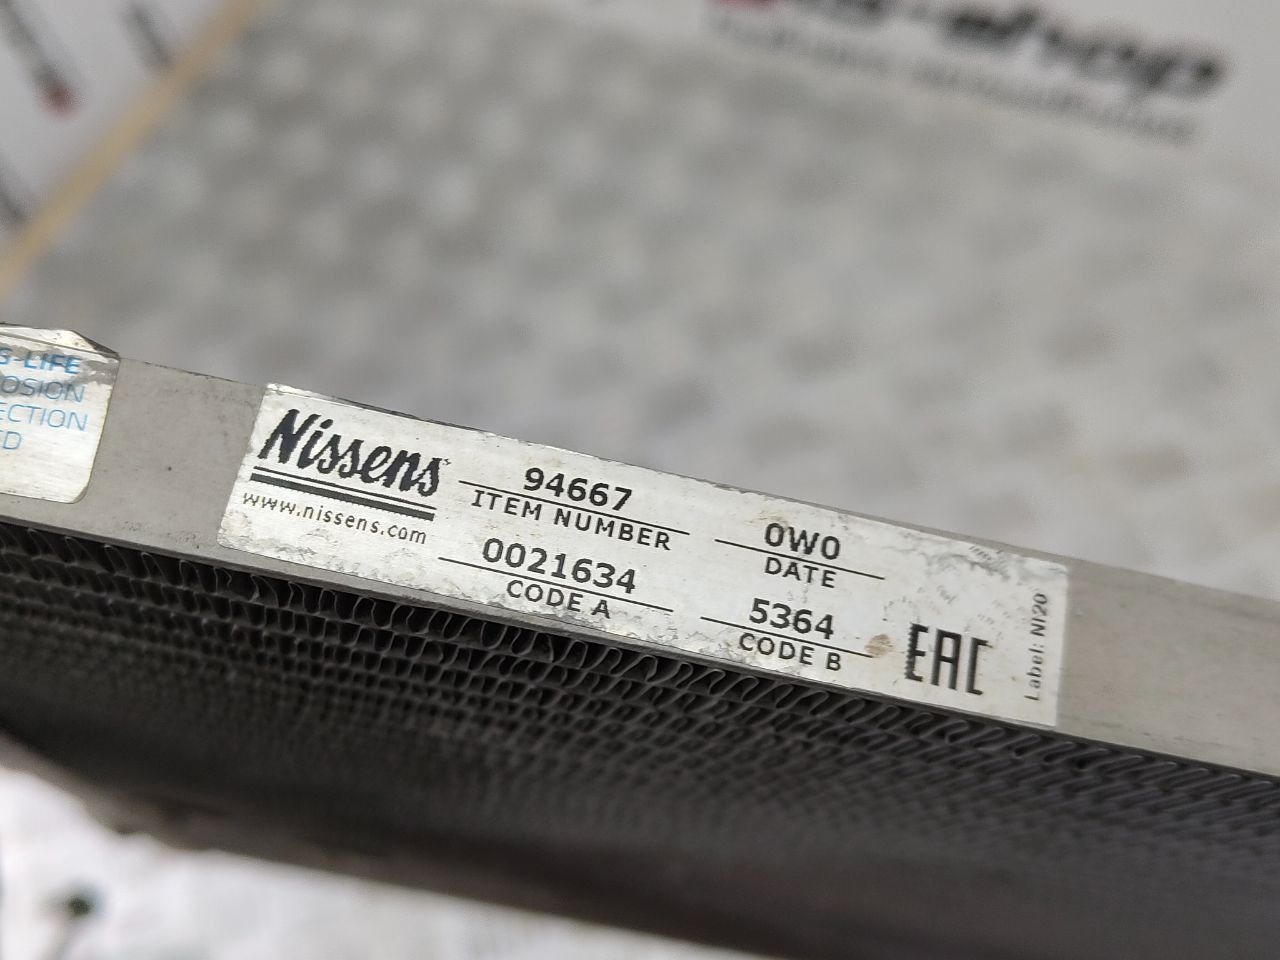 S-LIFE
OSION
ECTION
ED
Nissens
www.nissens.com
94667
ITEM NUMBER
0W0
DATE
0021634
CODE A
5364
CODE B
EAC
Label: NI20